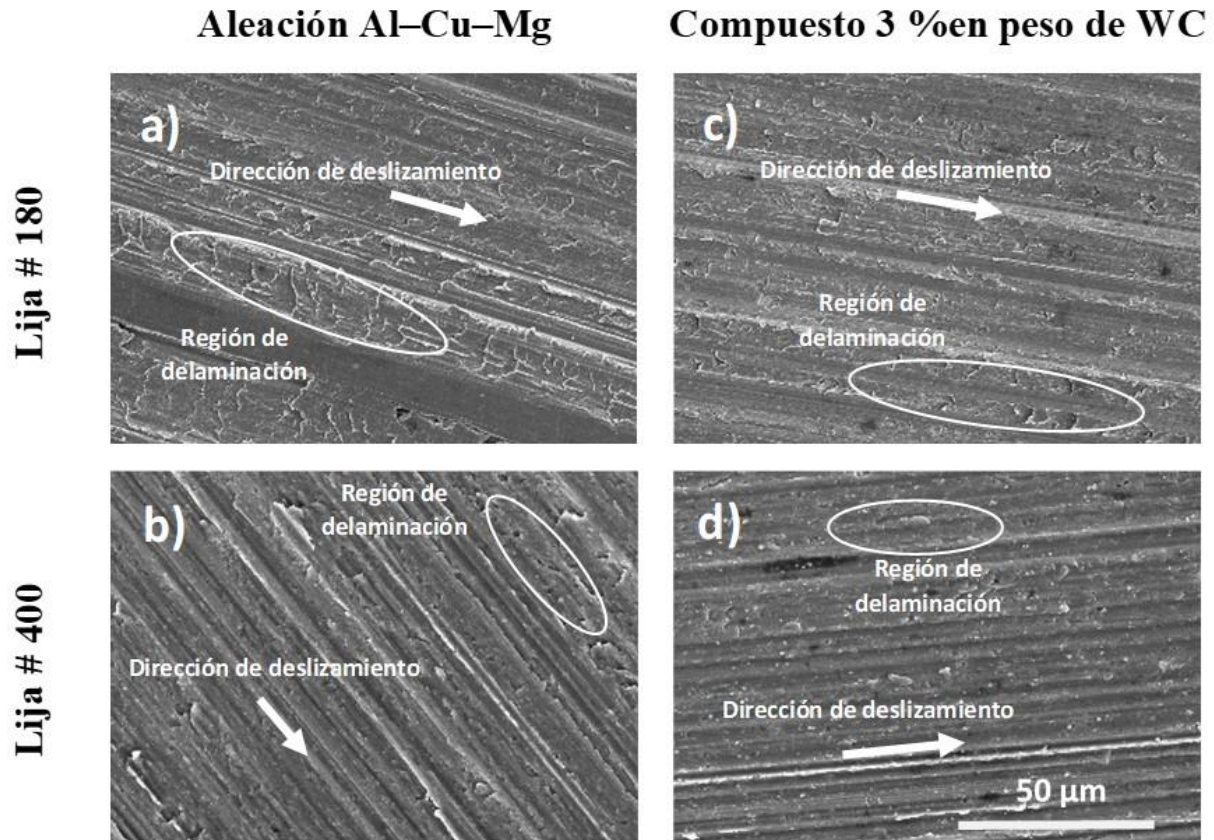 Aleación Al–Cu–Mg
Compuesto 3 %en peso de WC
Lija # 180
a)
Dirección de deslizamiento
Región de
delaminación
c)
Dirección de deslizamiento
Región de
delaminación
Lija # 400
b)
Región de
delaminación
Dirección de deslizamiento
d)
Región de
delaminación
Dirección de deslizamiento
50 µm